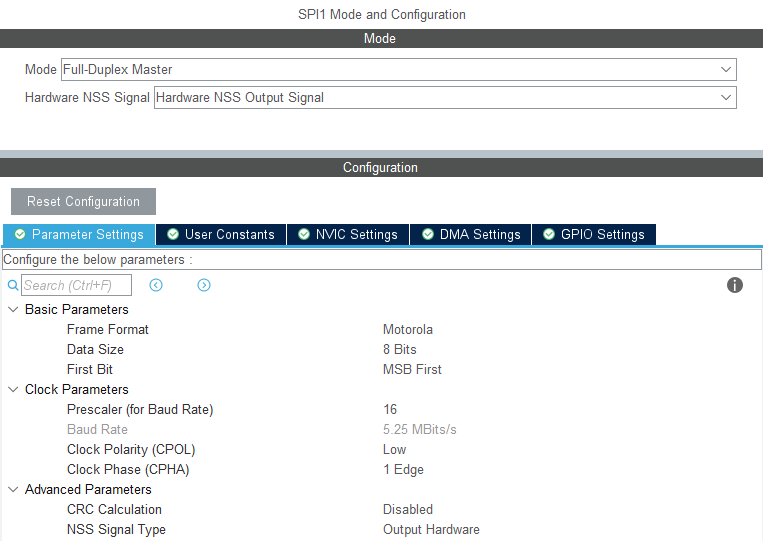 SPI1 Mode and Configuration
Mode
Mode Full-Duplex Master
Hardware NSS Signal Hardware NSS Output Signal
Configuration
Reset Configuration
Parameter Settings User Constants NVIC Settings DMA Settings GPIO Settings
Configure the below parameters :
Search (Ctrl+F)
Basic Parameters
Frame Format Motorola
Data Size 8 Bits
First Bit MSB First
Clock Parameters
Prescaler (for Baud Rate) 16
Baud Rate 5.25 MBits/s
Clock Polarity (CPOL) Low
Clock Phase (CPHA) 1 Edge
Advanced Parameters
CRC Calculation Disabled
NSS Signal Type Output Hardware